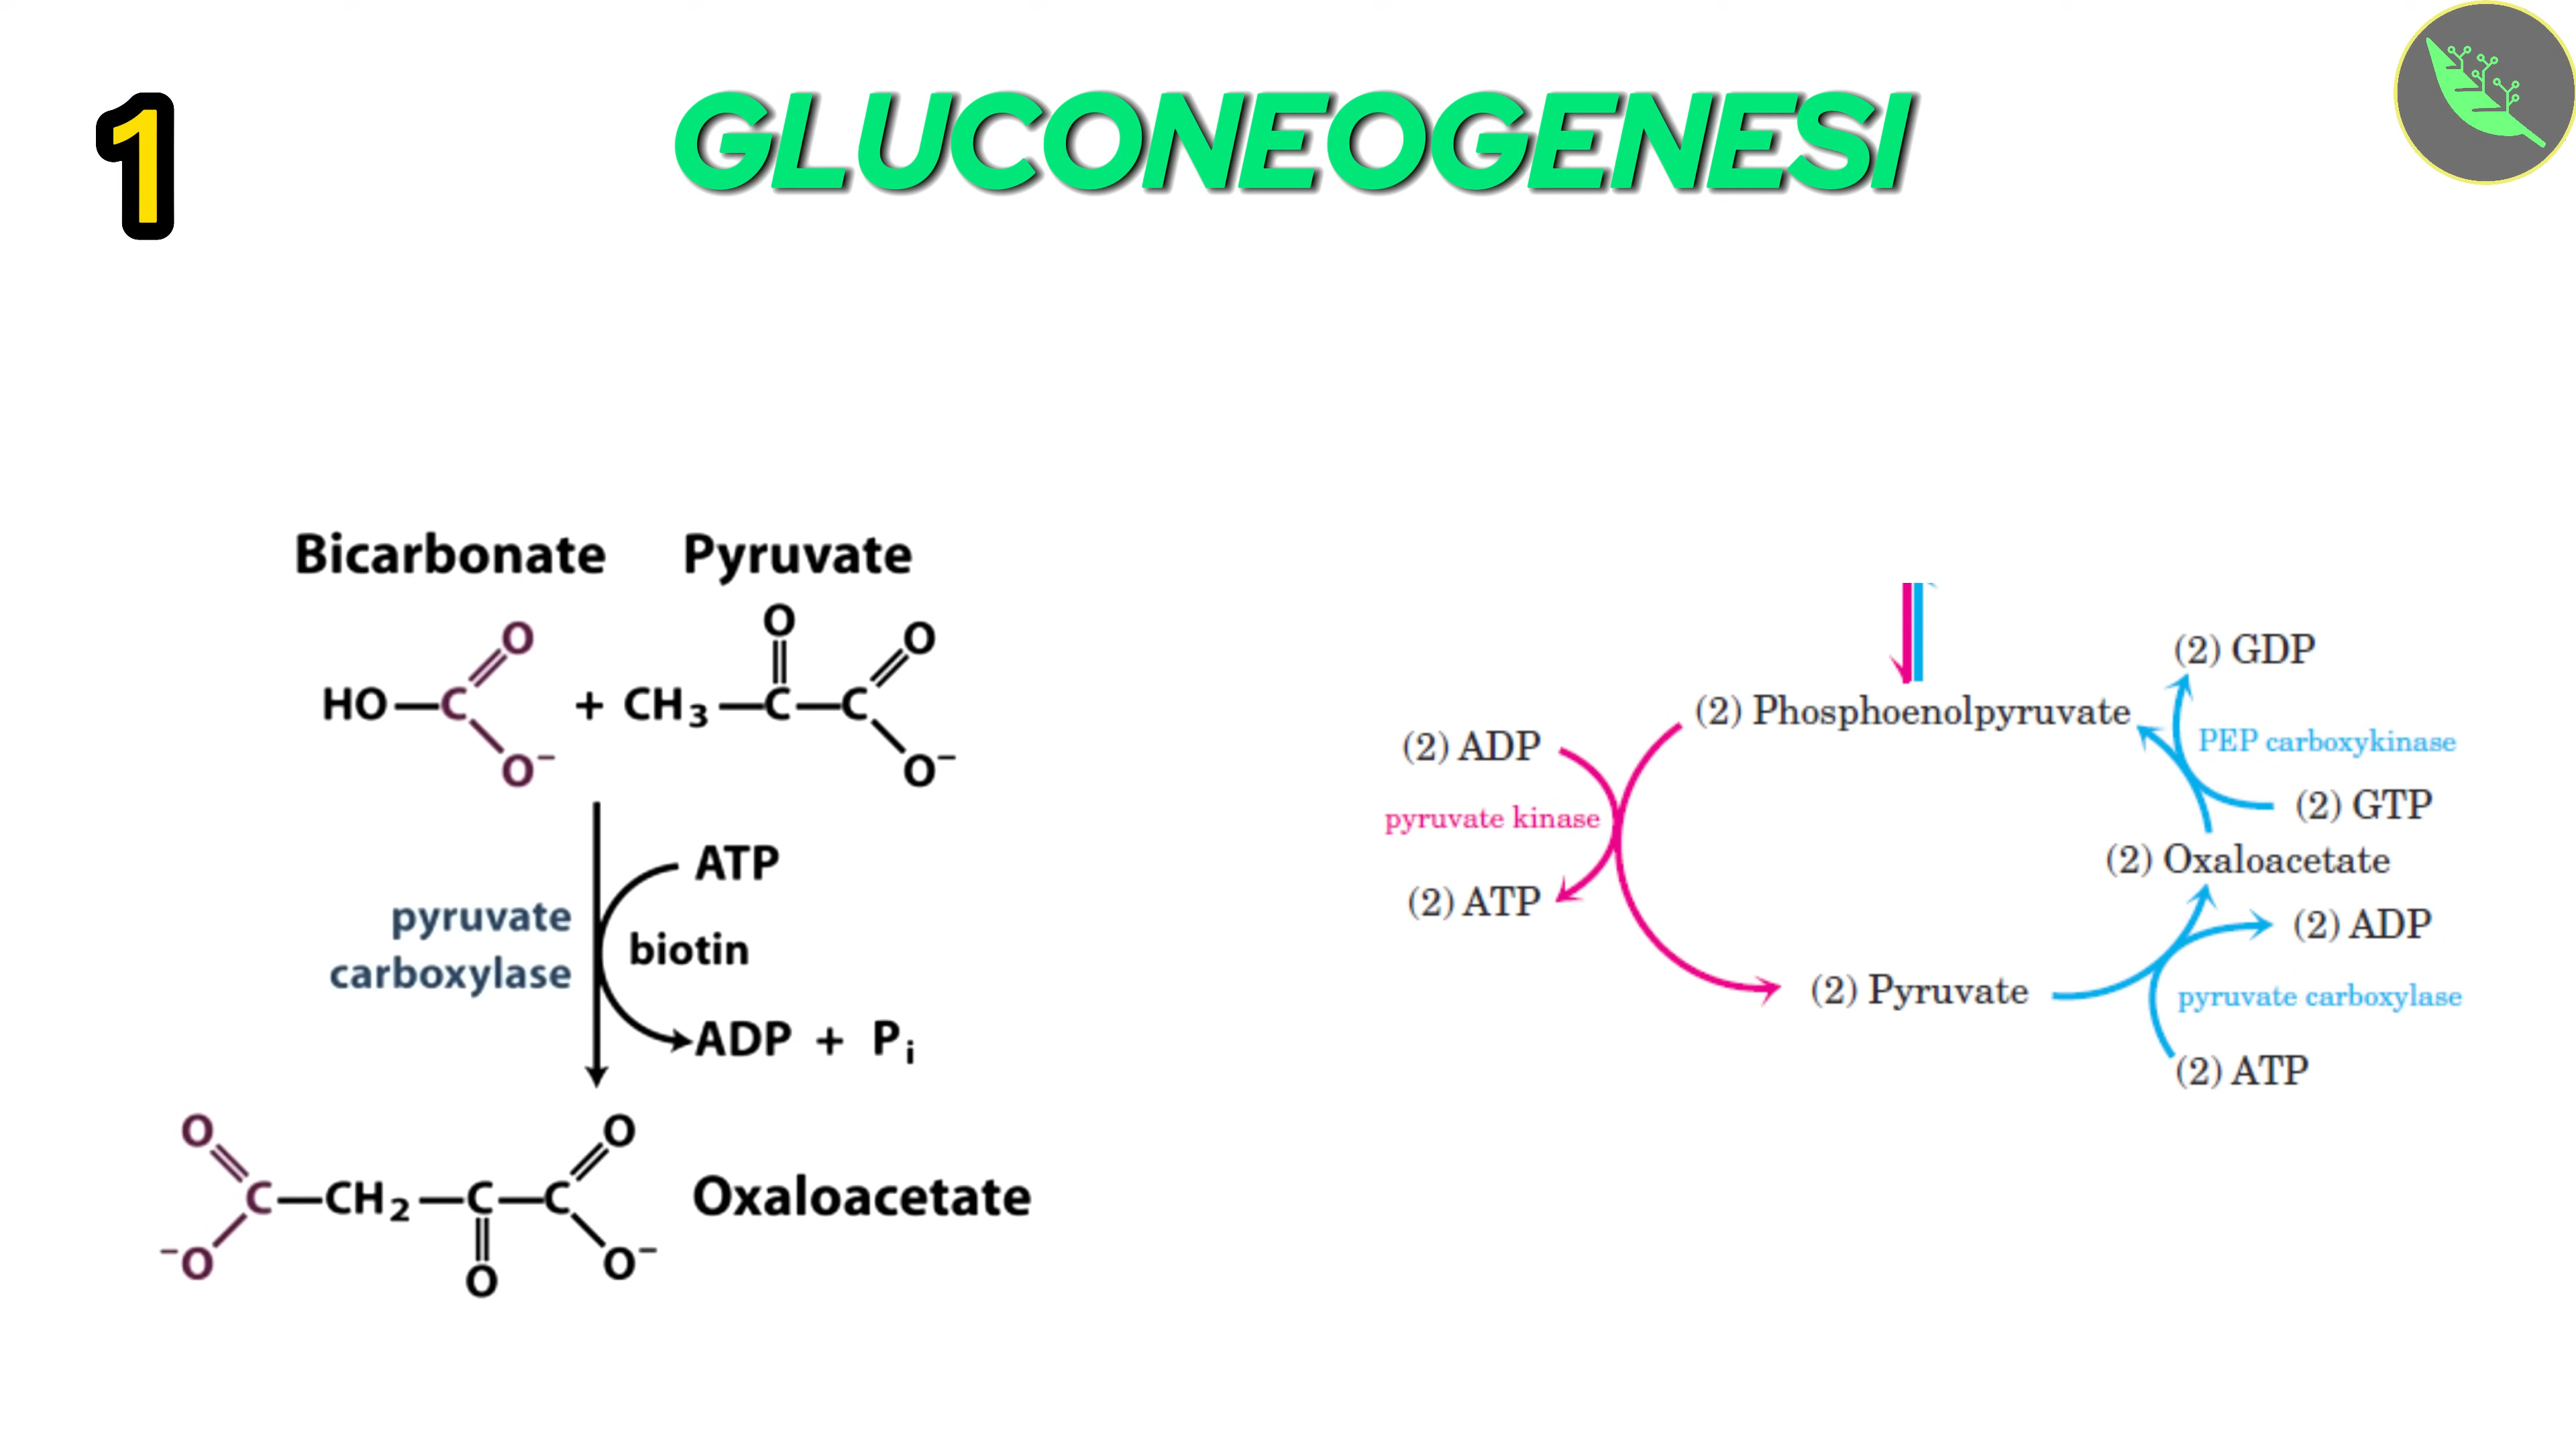 1
GLUCONEOGENESI
Bicarbonate Pyruvate
O O O
HO C + CH3 C C
O− O−
ATP
pyruvate
carboxylase
biotin
ADP + Pi
O O
C CH2 C C
−O O O−
Oxaloacetate
(2) GDP
(2) Phosphoenolpyruvate
PEP carboxykinase
(2) ADP
(2) GTP
pyruvate kinase
(2) Oxaloacetate
(2) ATP
(2) ADP
(2) Pyruvate
pyruvate carboxylase
(2) ATP